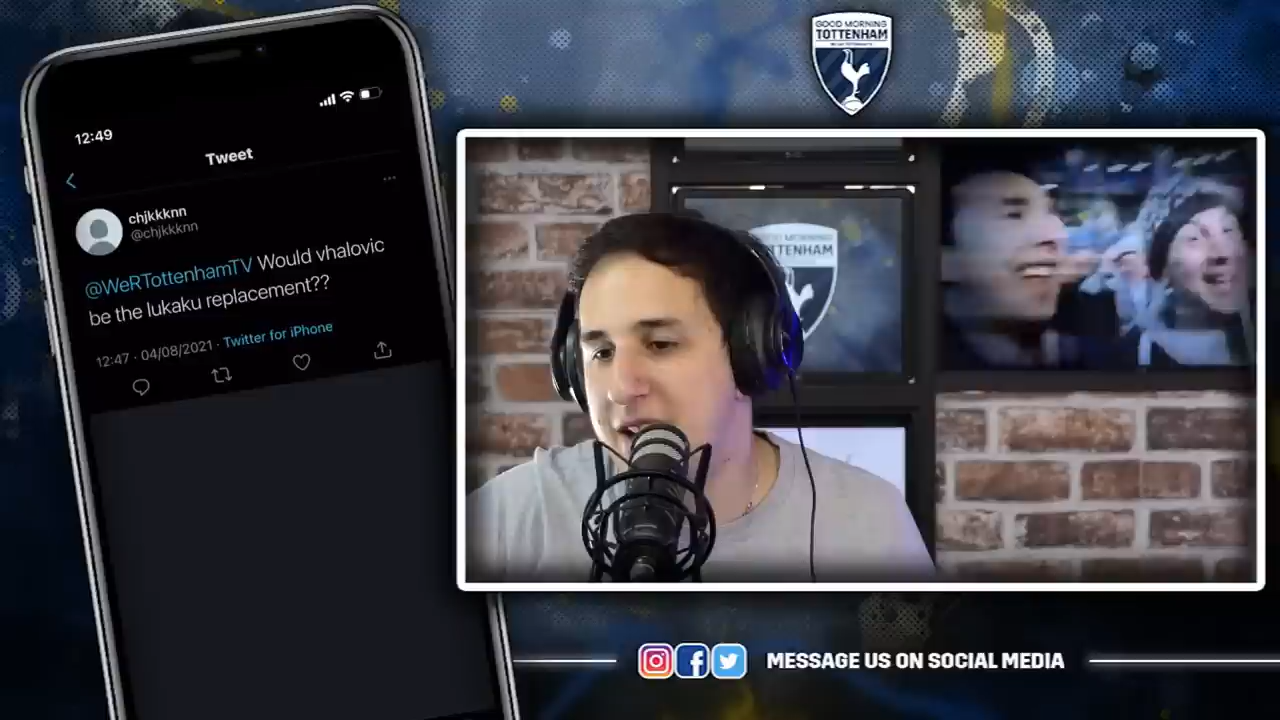 12:49
Tweet
chjkkknn
@chjkkknn
@WeRTottenhamTV Would vhalovic
be the lukaku replacement??
12:47 · 04/08/2021 · Twitter for iPhone
GOOD MORNING
TOTTENHAM
TTENHAM
MESSAGE US ON SOCIAL MEDIA